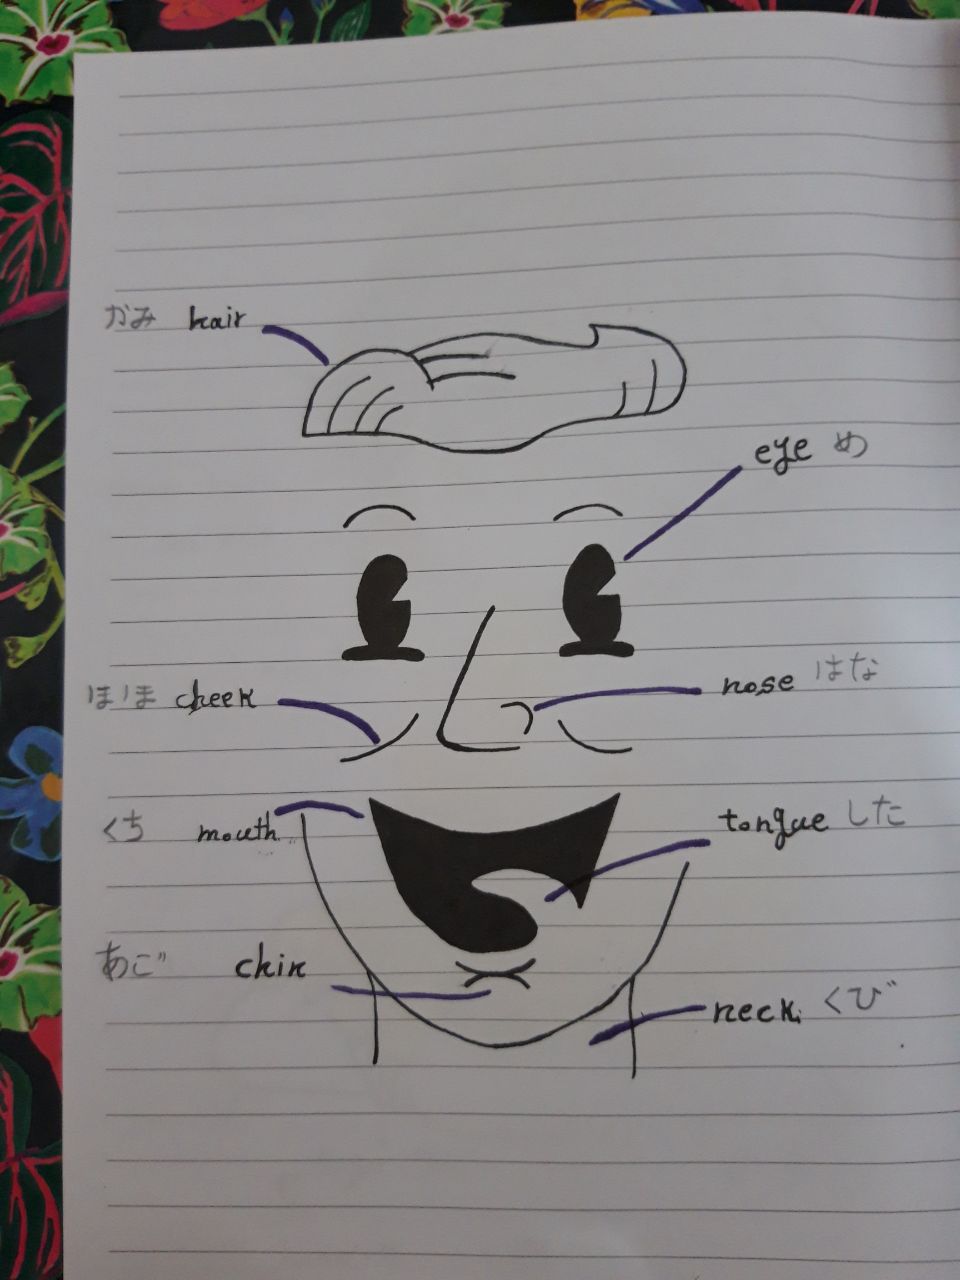 かみ hair
eye め
ほほ cheek
nose はな
くち mouth
tongue した
あご chin
neck くび